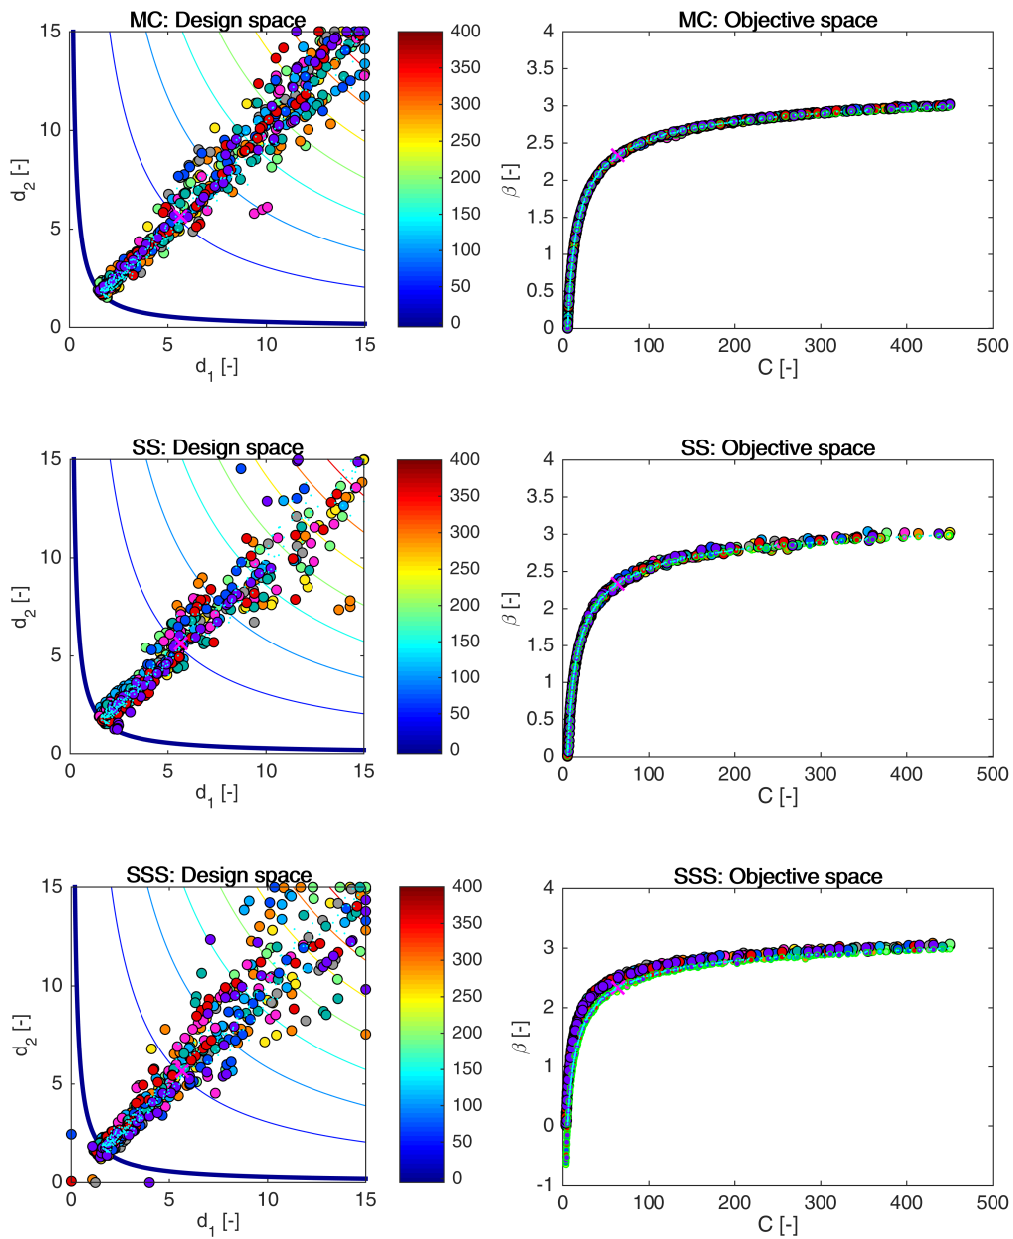 MC: Design space
15
10
5
0
d2 [-]
0 5 10 15
d1 [-]
400
350
300
250
200
150
100
50
0
MC: Objective space
4
3.5
3
2.5
2
1.5
1
0.5
0
β [-]
0 100 200 300 400 500
C [-]
SS: Design space
15
10
5
0
d2 [-]
0 5 10 15
d1 [-]
400
350
300
250
200
150
100
50
0
SS: Objective space
4
3.5
3
2.5
2
1.5
1
0.5
0
β [-]
0 100 200 300 400 500
C [-]
SSS: Design space
15
10
5
0
d2 [-]
0 5 10 15
d1 [-]
400
350
300
250
200
150
100
50
0
SSS: Objective space
4
3
2
1
0
-1
β [-]
0 100 200 300 400 500
C [-]